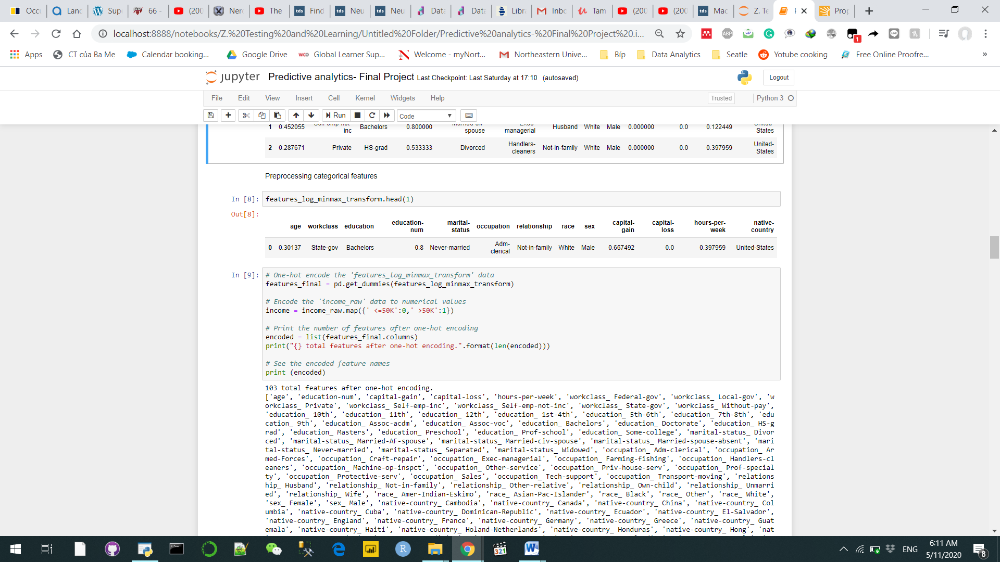 Occu
Lanc
Sup
66 -
(200
Nero
The
Find
Neu
Neu
Data
Data
Libra
Inbo
Tam
(200
(200
Mac
Z. Te
Prop
localhost:8888/notebooks/Z.%20Testing%20and%20Learning/Untitled%20Folder/Predictive%20analytics-%20Final%20Project%20.i...
Apps
CT của Ba Mẹ
Calendar booking...
Google Drive
Global Learner Sup...
Welcome - myNort...
Northeastern Unive...
Bíp
Data Analytics
Seatle
Yotube cooking
Free Online Proofre...
»
jupyter Predictive analytics- Final Project Last Checkpoint: Last Saturday at 17:10 (autosaved)
Logout
File Edit View Insert Cell Kernel Widgets Help
Trusted
Python 3
Run
Code
1 0.452055 Self-emp-not-inc Bachelors 0.800000 Married-civ-spouse Exec-managerial Husband White Male 0.000000 0.0 0.122449 United-States
2 0.287671 Private HS-grad 0.533333 Divorced Handlers-cleaners Not-in-family White Male 0.000000 0.0 0.397959 United-States
Preprocessing categorical features
In [8]: features_log_minmax_transform.head(1)
Out[8]:
age workclass education education-num marital-status occupation relationship race sex capital-gain capital-loss hours-per-week native-country
0 0.30137 State-gov Bachelors 0.8 Never-married Adm-clerical Not-in-family White Male 0.667492 0.0 0.397959 United-States
In [9]: # One-hot encode the 'features_log_minmax_transform' data
features_final = pd.get_dummies(features_log_minmax_transform)
# Encode the 'income_raw' data to numerical values
income = income_raw.map({' <=50K':0,' >50K':1})
# Print the number of features after one-hot encoding
encoded = list(features_final.columns)
print("{} total features after one-hot encoding.".format(len(encoded)))
# See the encoded feature names
print (encoded)
103 total features after one-hot encoding.
['age', 'education-num', 'capital-gain', 'capital-loss', 'hours-per-week', 'workclass_ Federal-gov', 'workclass_ Local-gov', 'w
orkclass_ Private', 'workclass_ Self-emp-inc', 'workclass_ Self-emp-not-inc', 'workclass_ State-gov', 'workclass_ Without-pay',
'education_ 10th', 'education_ 11th', 'education_ 12th', 'education_ 1st-4th', 'education_ 5th-6th', 'education_ 7th-8th', 'edu
cation_ 9th', 'education_ Assoc-acdm', 'education_ Assoc-voc', 'education_ Bachelors', 'education_ Doctorate', 'education_ HS-g
rad', 'education_ Masters', 'education_ Preschool', 'education_ Prof-school', 'education_ Some-college', 'marital-status_ Divor
ced', 'marital-status_ Married-AF-spouse', 'marital-status_ Married-civ-spouse', 'marital-status_ Married-spouse-absent', 'mari
tal-status_ Never-married', 'marital-status_ Separated', 'marital-status_ Widowed', 'occupation_ Adm-clerical', 'occupation_ Ar
med-Forces', 'occupation_ Craft-repair', 'occupation_ Exec-managerial', 'occupation_ Farming-fishing', 'occupation_ Handlers-cl
eaners', 'occupation_ Machine-op-inspct', 'occupation_ Other-service', 'occupation_ Priv-house-serv', 'occupation_ Prof-special
ty', 'occupation_ Protective-serv', 'occupation_ Sales', 'occupation_ Tech-support', 'occupation_ Transport-moving', 'relations
hip_ Husband', 'relationship_ Not-in-family', 'relationship_ Other-relative', 'relationship_ Own-child', 'relationship_ Unmarri
ed', 'relationship_ Wife', 'race_ Amer-Indian-Eskimo', 'race_ Asian-Pac-Islander', 'race_ Black', 'race_ Other', 'race_ White',
'sex_ Female', 'sex_ Male', 'native-country_ Cambodia', 'native-country_ Canada', 'native-country_ China', 'native-country_ Col
umbia', 'native-country_ Cuba', 'native-country_ Dominican-Republic', 'native-country_ Ecuador', 'native-country_ El-Salvador',
'native-country_ England', 'native-country_ France', 'native-country_ Germany', 'native-country_ Greece', 'native-country_ Guat
emala', 'native-country_ Haiti', 'native-country_ Holand-Netherlands', 'native-country_ Honduras', 'native-country_ Hong', 'nat
ENG
6:11 AM
5/11/2020
8